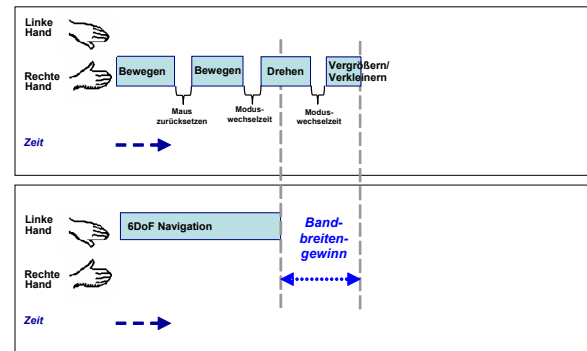 Linke
Hand
Rechte
Hand
Bewegen
Bewegen
Drehen
Vergrößern/
Verkleinern
Maus
zurücksetzen
Modus-
wechselzeit
Modus-
wechselzeit
Zeit
Linke
Hand
6DoF Navigation
Band-
breiten-
gewinn
Rechte
Hand
Zeit